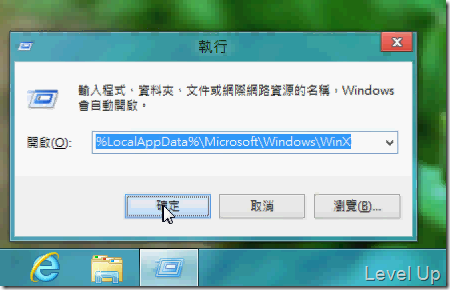 執行
輸入程式、資料夾、文件或網際網路資源的名稱，Windows
會自動開啟。
開啟(O):
%LocalAppData%\Microsoft\Windows\WinX
確定
取消
瀏覽(B)...
Level Up